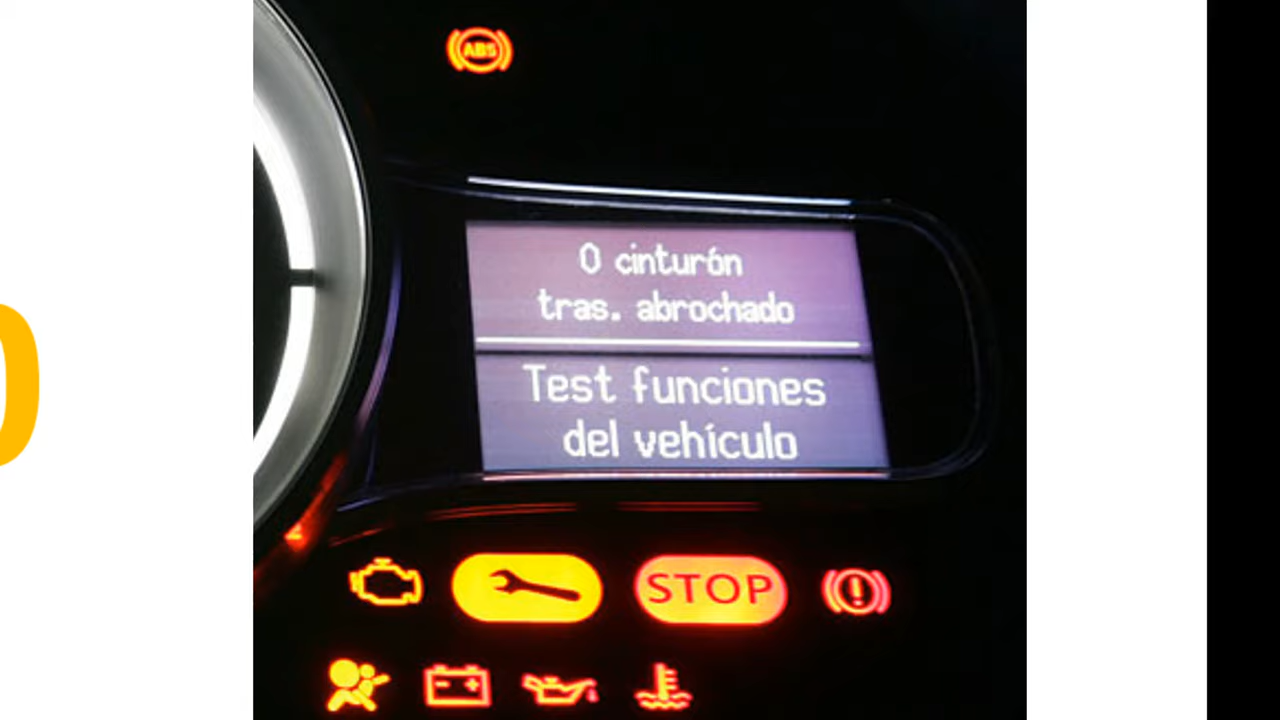 ABS
0 cinturón
tras. abrochado
Test funciones
del vehículo
STOP